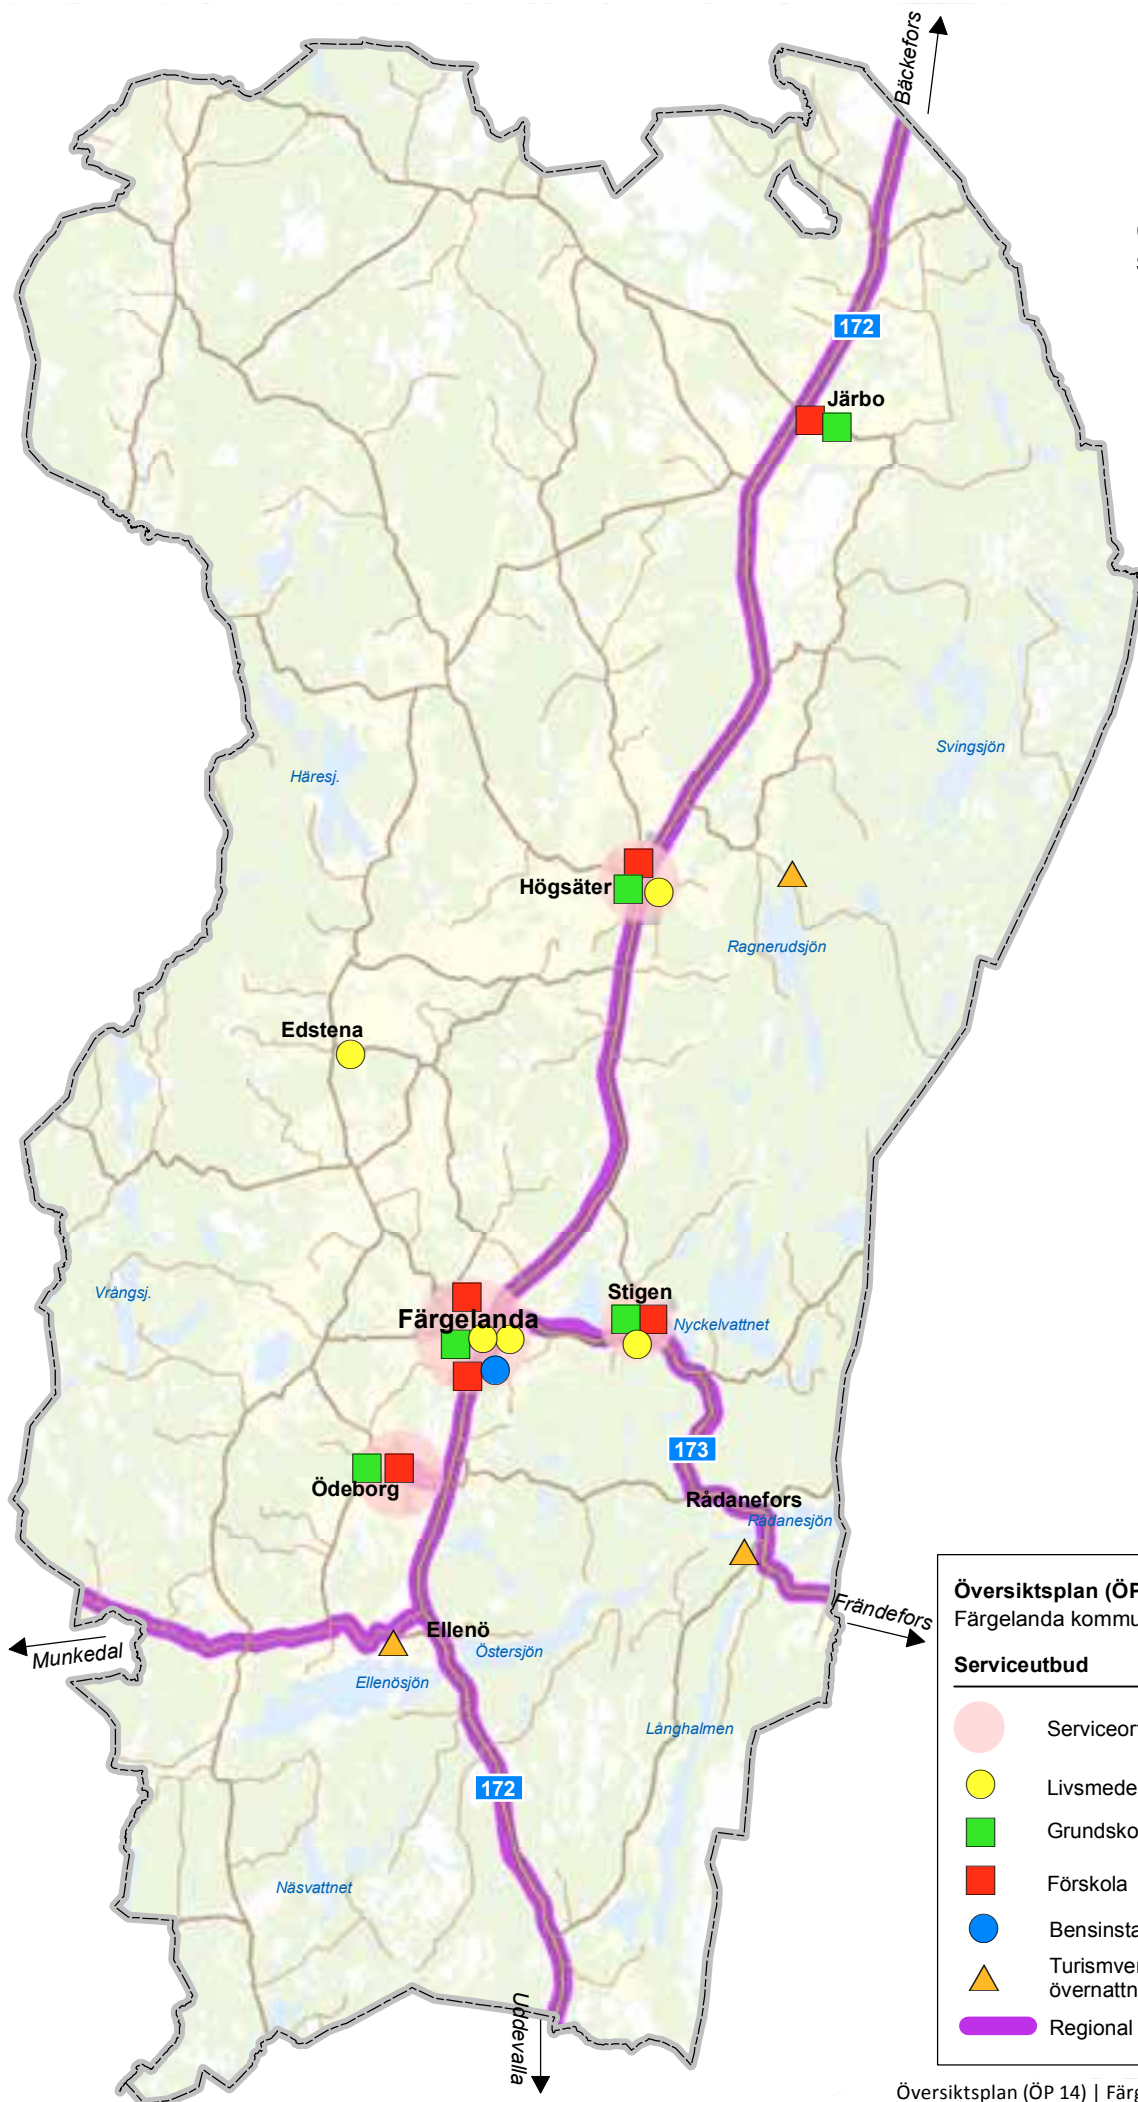 Bäckefors
172
Järbo
Svingsjön
Häresj.
Högsäter
Ragnerudsjön
Edstena
Vrångsj.
Stigen
Färgelanda
Nyckelvattnet
173
Ödeborg
Rådanefors
Rådanesjön
Frändefors
Ellenö
Östersjön
Munkedal
Ellenösjön
Långhalmen
172
Näsvattnet
Uddevalla
Översiktsplan (ÖP
Färgelanda kommu
Serviceutbud
Serviceor
Livsmede
Grundsko
Förskola
Bensinsta
Turismver
övernattn
Regional
Översiktsplan (ÖP 14) | Färg